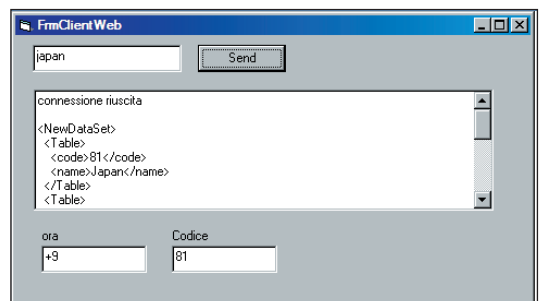 FrmClientWeb
japan
Send
connessione riuscita
<NewDataSet>
<Table>
<code>81</code>
<name>Japan</name>
</Table>
<Table>
ora
Codice
+9
81